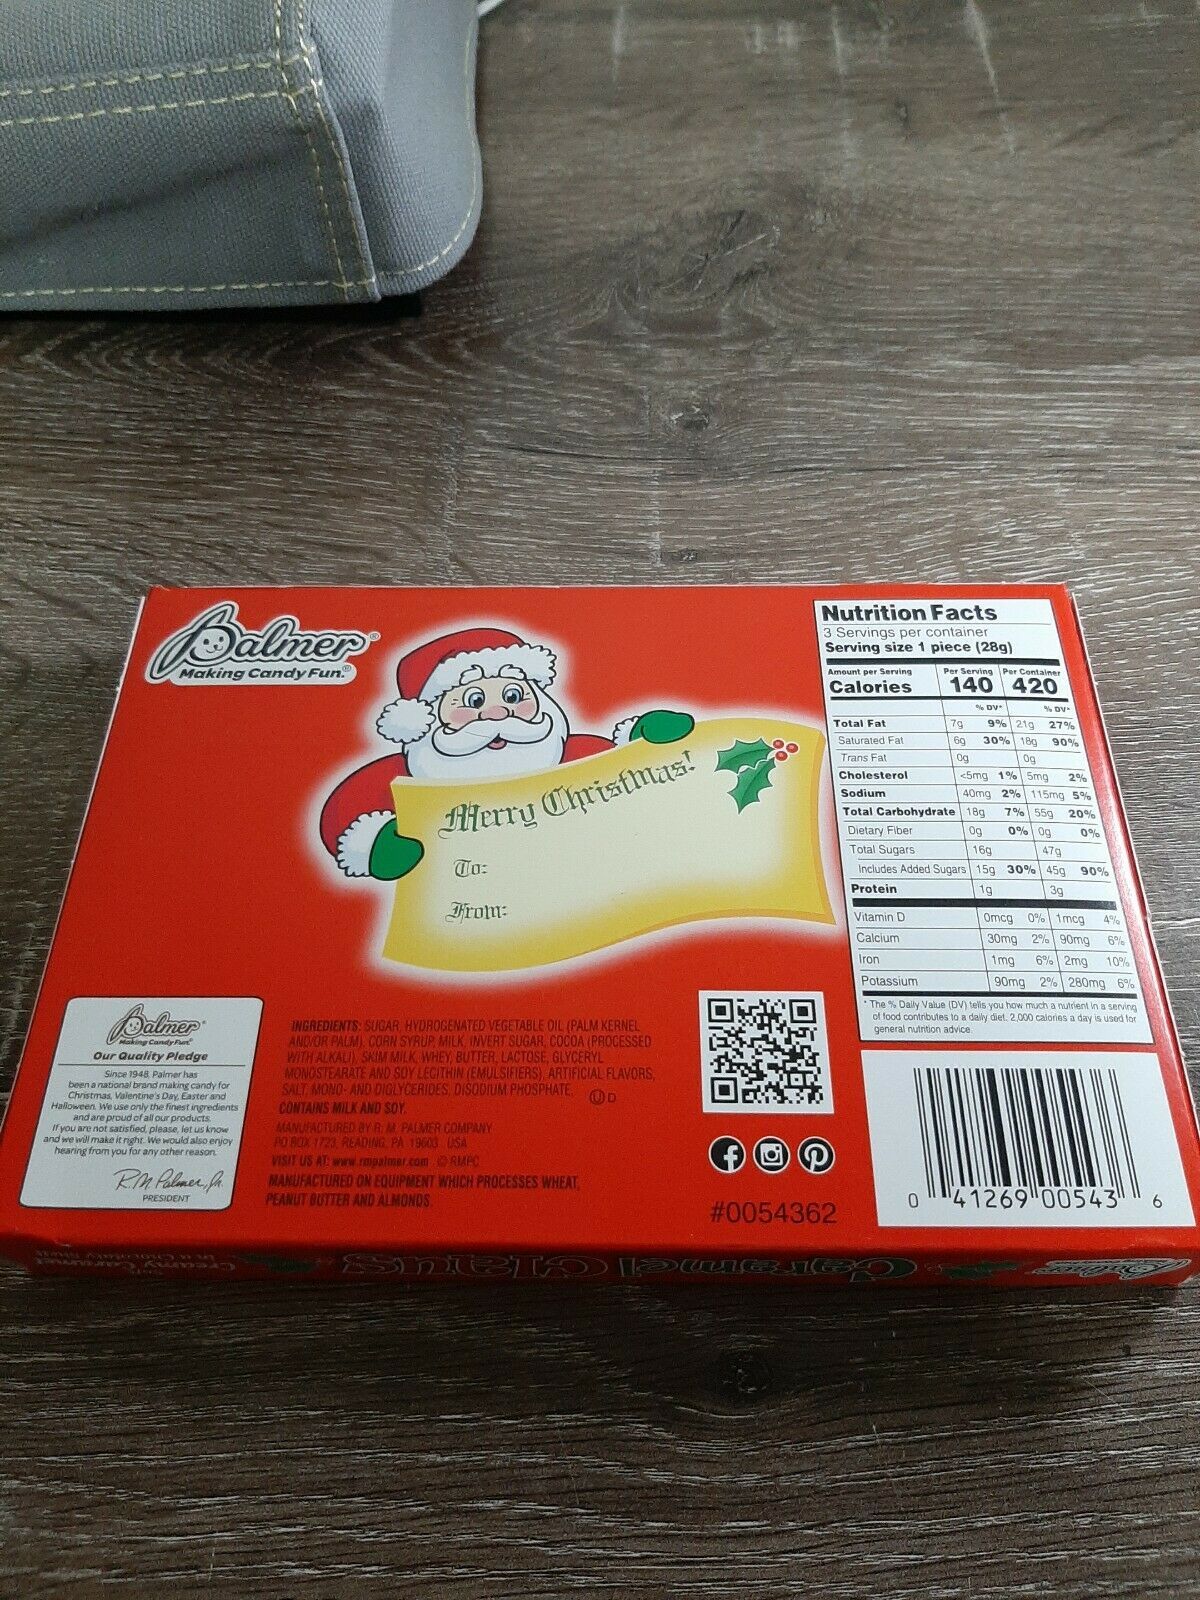 Palmer®
Making Candy Fun.®
Merry Christmas!
To:
From:
Nutrition Facts
3 Servings per container
Serving size 1 piece (28g)
Amount per Serving Per Serving Per Container
Calories 140 420
% DV* % DV*
Total Fat 7g 9% 21g 27%
Saturated Fat 6g 30% 18g 90%
Trans Fat 0g 0g
Cholesterol <5mg 1% 5mg 2%
Sodium 40mg 2% 115mg 5%
Total Carbohydrate 18g 7% 55g 20%
Dietary Fiber 0g 0% 0g 0%
Total Sugars 16g 47g
Includes Added Sugars 15g 30% 45g 90%
Protein 1g 3g
Vitamin D 0mcg 0% 1mcg 4%
Calcium 30mg 2% 90mg 6%
Iron 1mg 6% 2mg 10%
Potassium 90mg 2% 280mg 6%
* The % Daily Value (DV) tells you how much a nutrient in a serving
of food contributes to a daily diet. 2,000 calories a day is used for
general nutrition advice.
Palmer®
Making Candy Fun.®
Our Quality Pledge
Since 1948, Palmer has
been a national brand making candy for
Christmas, Valentine's Day, Easter and
Halloween. We use only the finest ingredients
and are proud of all our products.
If you are not satisfied, please, let us know
and we will make it right. We would also enjoy
hearing from you for any other reason.
R.M. Palmer, Jr.
PRESIDENT
INGREDIENTS: SUGAR, HYDROGENATED VEGETABLE OIL (PALM KERNEL
AND/OR PALM), CORN SYRUP, MILK, INVERT SUGAR, COCOA (PROCESSED
WITH ALKALI), SKIM MILK, WHEY, BUTTER, LACTOSE, GLYCERYL
MONOSTEARATE AND SOY LECITHIN (EMULSIFIERS), ARTIFICIAL FLAVORS,
SALT, MONO- AND DIGLYCERIDES, DISODIUM PHOSPHATE.
Ⓤ D
CONTAINS MILK AND SOY.
MANUFACTURED BY R. M. PALMER COMPANY
PO BOX 1723, READING, PA 19603 USA
VISIT US AT: www.rmpalmer.com © RMPC
MANUFACTURED ON EQUIPMENT WHICH PROCESSES WHEAT,
PEANUT BUTTER AND ALMONDS.
#0054362
0 41269 00543 6
Palmer
Caramel Claus
Creamy Caramel
in a Chocolatey Shell